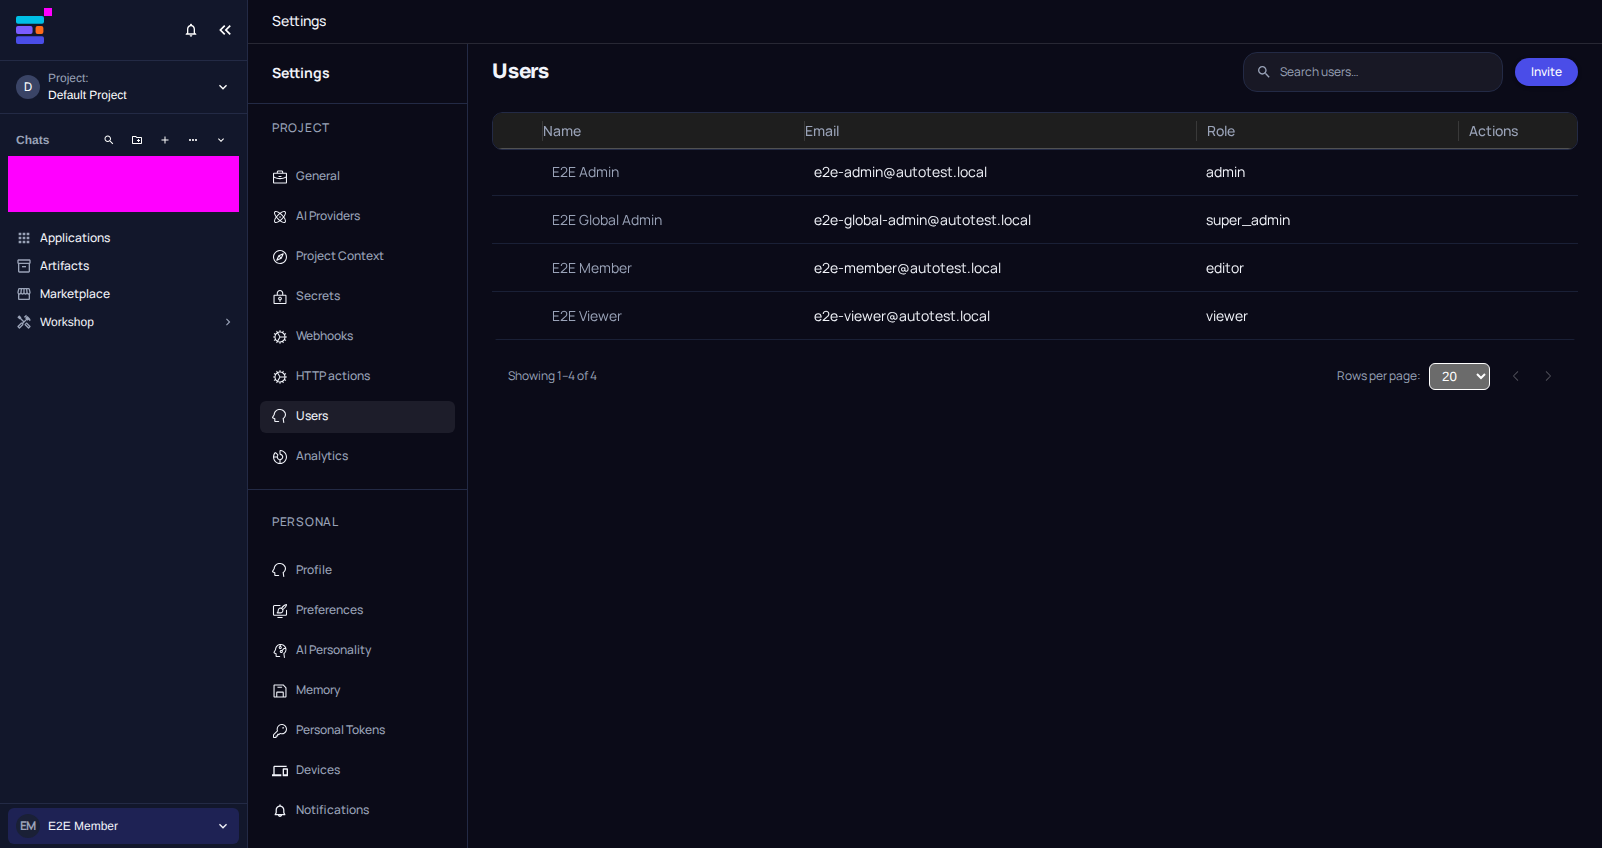 Settings
Project:
D
Default Project
Chats
Applications
Artifacts
Marketplace
Workshop
EM
E2E Member
Settings
PROJECT
General
AI Providers
Project Context
Secrets
Webhooks
HTTP actions
Users
Analytics
PERSONAL
Profile
Preferences
AI Personality
Memory
Personal Tokens
Devices
Notifications
Users
Search users...
Invite
Name Email Role Actions
E2E Admin e2e-admin@autotest.local admin
E2E Global Admin e2e-global-admin@autotest.local super_admin
E2E Member e2e-member@autotest.local editor
E2E Viewer e2e-viewer@autotest.local viewer
Showing 1–4 of 4
Rows per page: 20